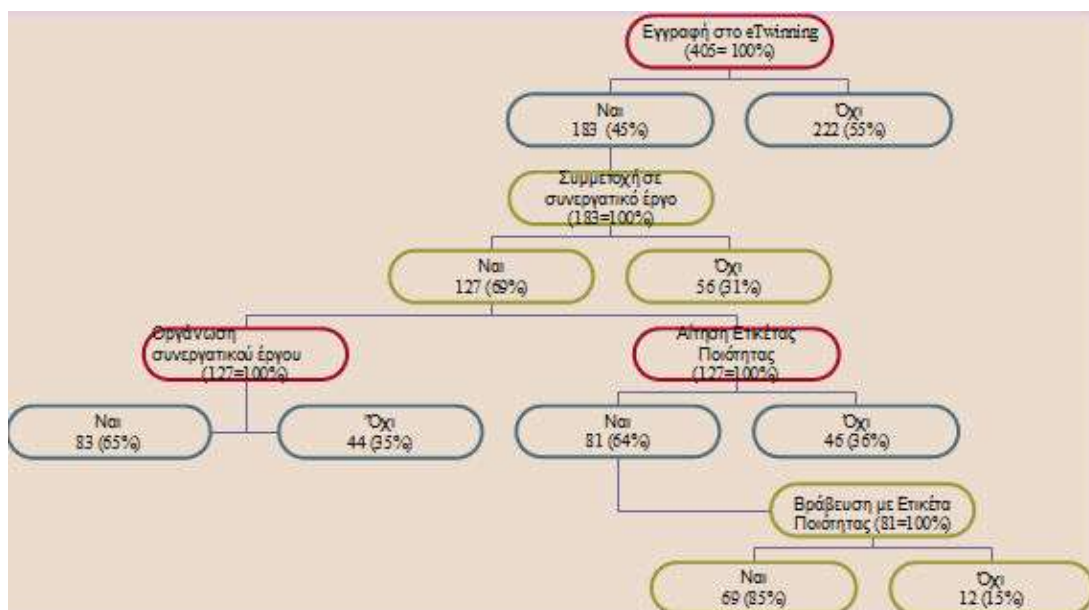 Εγγραφή στο eTwinning
(405= 100%)
Ναι
183 (45%)
Όχι
222 (55%)
Συμμετοχή σε
συνεργατικό έργο
(183=100%)
Ναι
127 (69%)
Όχι
56 (31%)
Οργάνωση
συνεργατικού έργου
(127=100%)
Αίτηση Ετικέτας
Ποιότητας
(127=100%)
Ναι
83 (65%)
Όχι
44 (35%)
Ναι
81 (64%)
Όχι
46 (36%)
Βράβευση με Ετικέτα
Ποιότητας (81=100%)
Ναι
69 (85%)
Όχι
12 (15%)